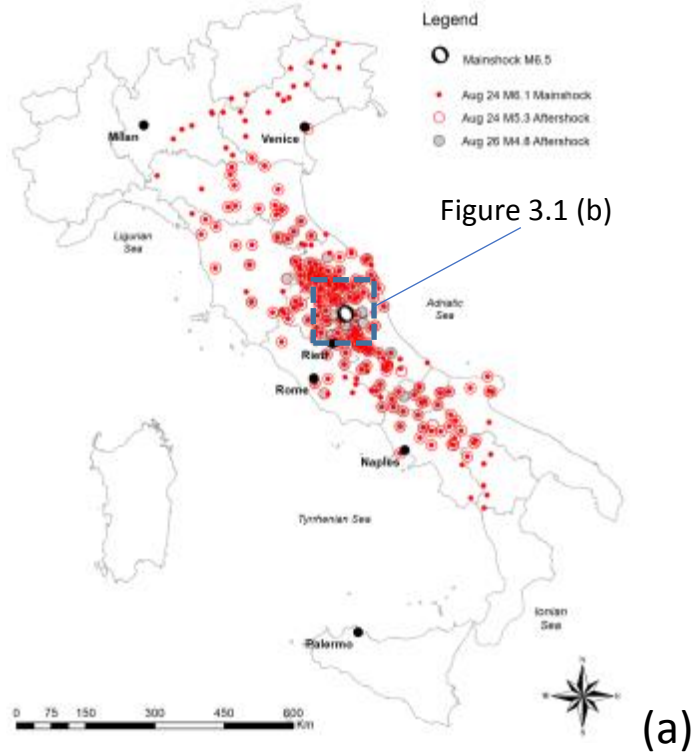 Legend
Mainshock M6.5
Aug 24 M6.1 Mainshock
Aug 24 M5.3 Aftershock
Aug 26 M4.8 Aftershock
Milan
Venice
Figure 3.1 (b)
Ligurian
Sea
Adriatic
Sea
Rieti
Rome
Naples
Tyrrhenian Sea
Ionian
Sea
Palermo
N
W
E
S
0 75 150 300 450 600
Km
(a)